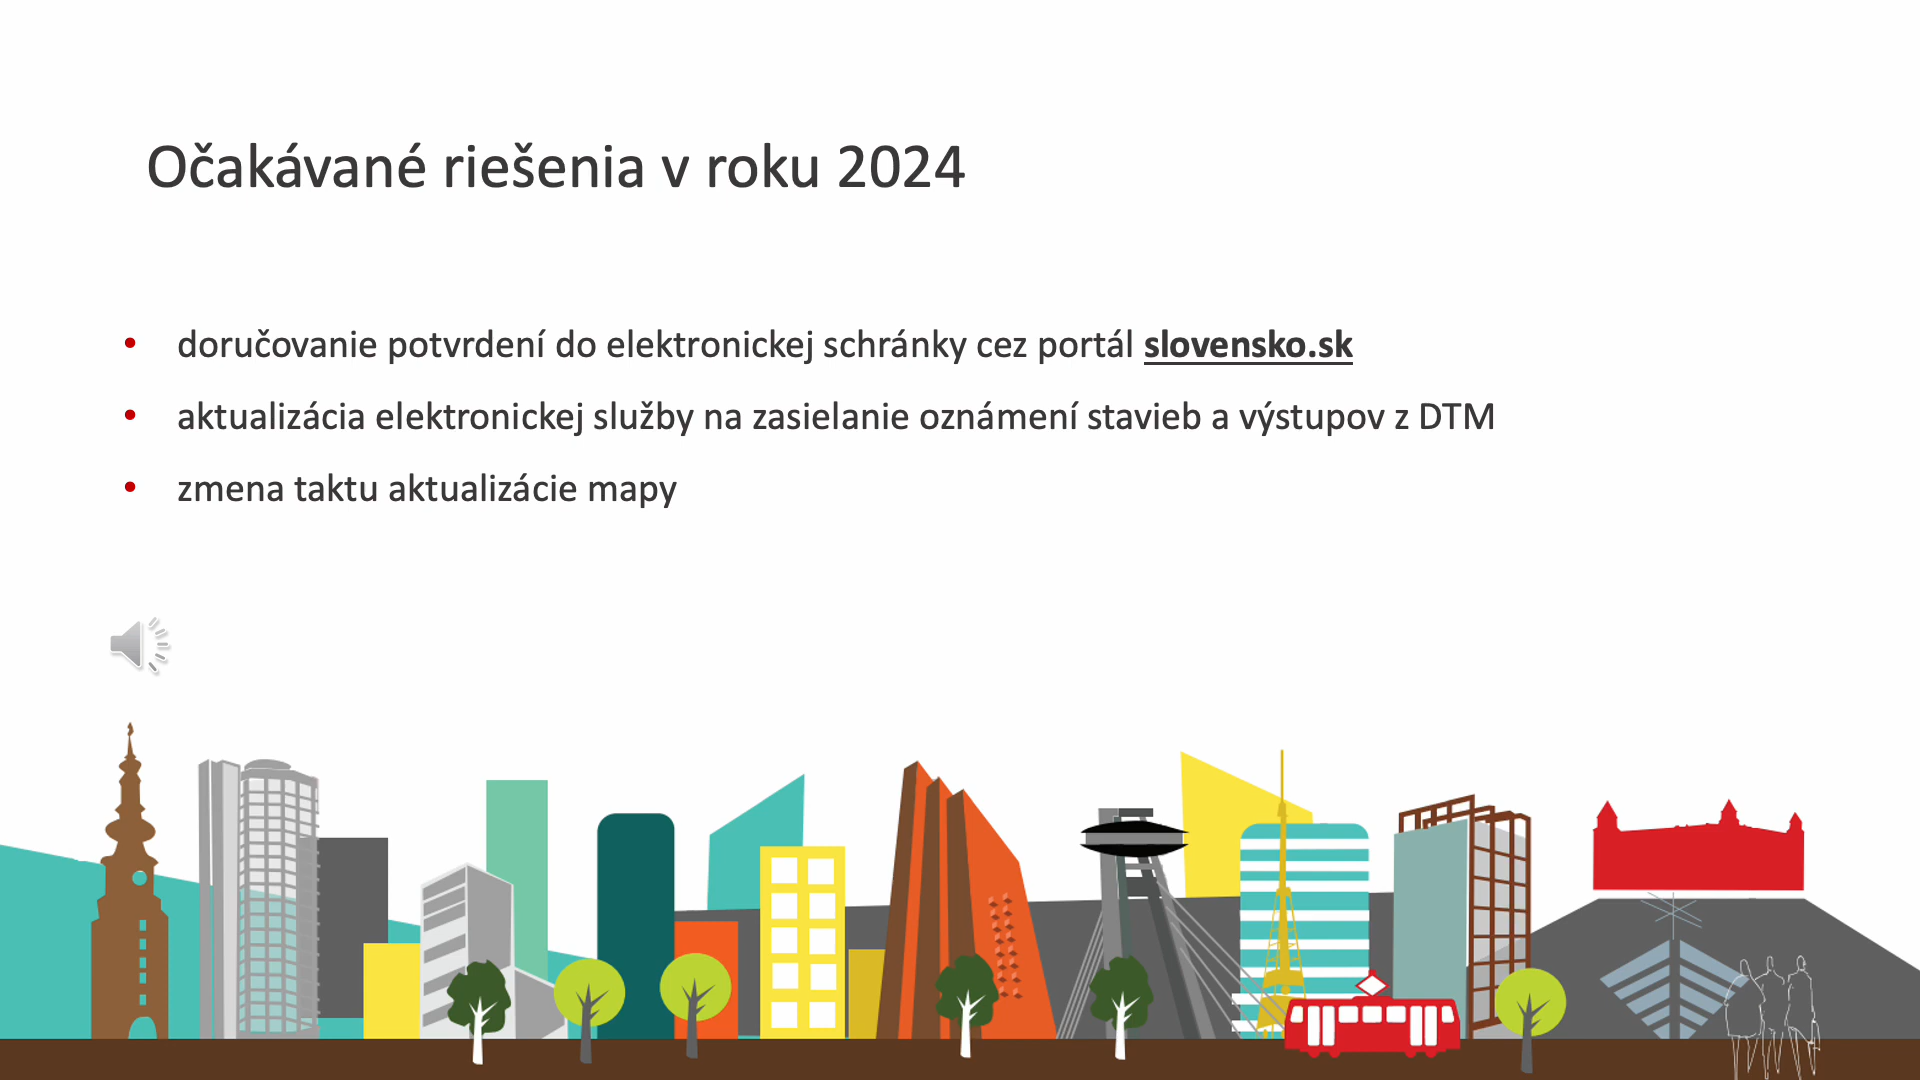 Očakávané riešenia v roku 2024
• doručovanie potvrdení do elektronickej schránky cez portál slovensko.sk
• aktualizácia elektronickej služby na zasielanie oznámení stavieb a výstupov z DTM
• zmena taktu aktualizácie mapy